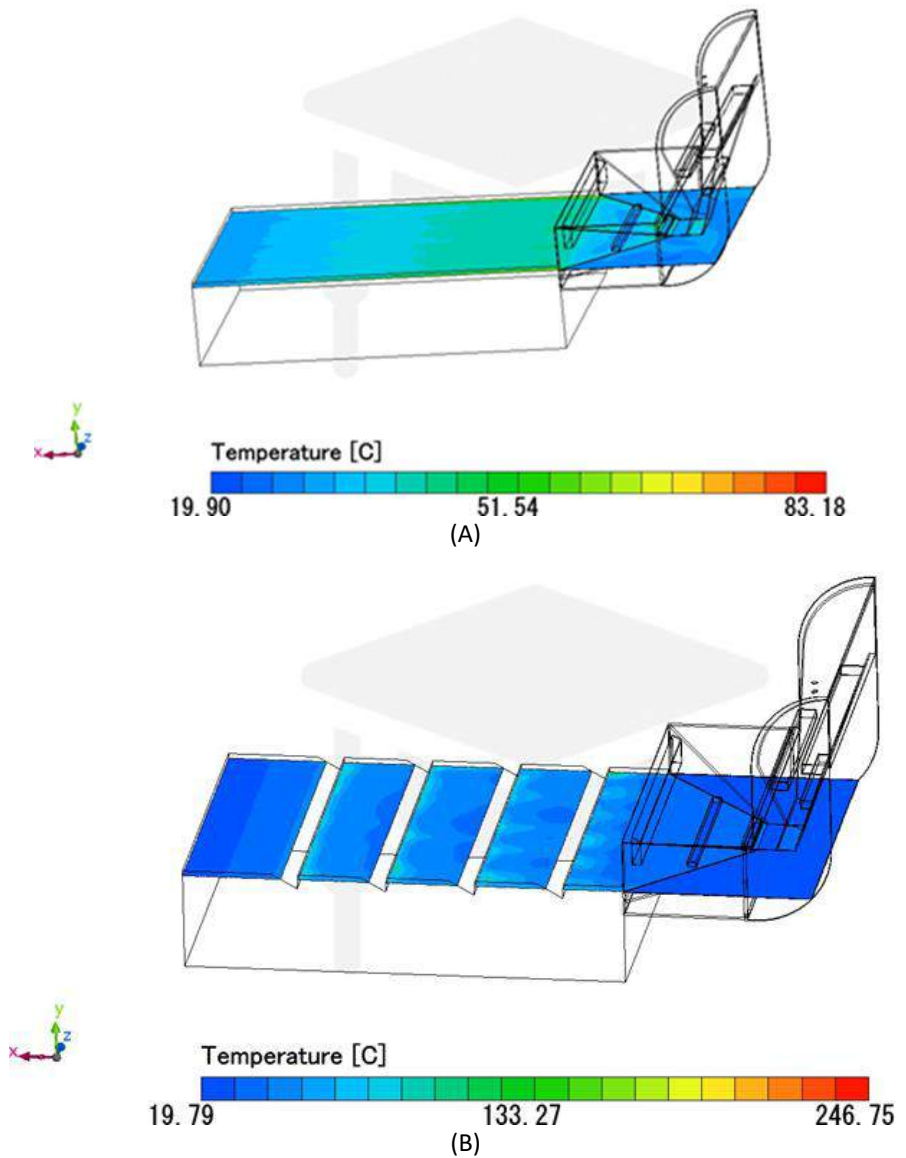 y
x z
Temperature [C]
19.90 51.54 83.18
(A)
y
x z
Temperature [C]
19.79 133.27 246.75
(B)